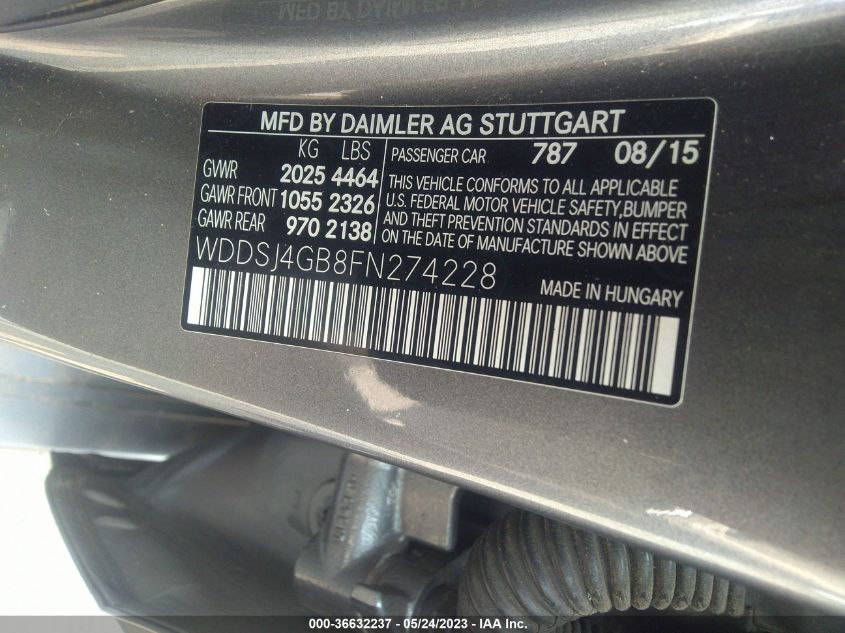 MFD BY DAIMLER AG STUTTGART
KG LBS
GVWR 2025 4464
GAWR FRONT 1055 2326
GAWR REAR 970 2138
PASSENGER CAR 787 08/15
THIS VEHICLE CONFORMS TO ALL APPLICABLE
U.S. FEDERAL MOTOR VEHICLE SAFETY, BUMPER
AND THEFT PREVENTION STANDARDS IN EFFECT
ON THE DATE OF MANUFACTURE SHOWN ABOVE
WDDSJ4GB8FN274228
MADE IN HUNGARY
000-36632237 - 05/24/2023 - © IAA, Inc.